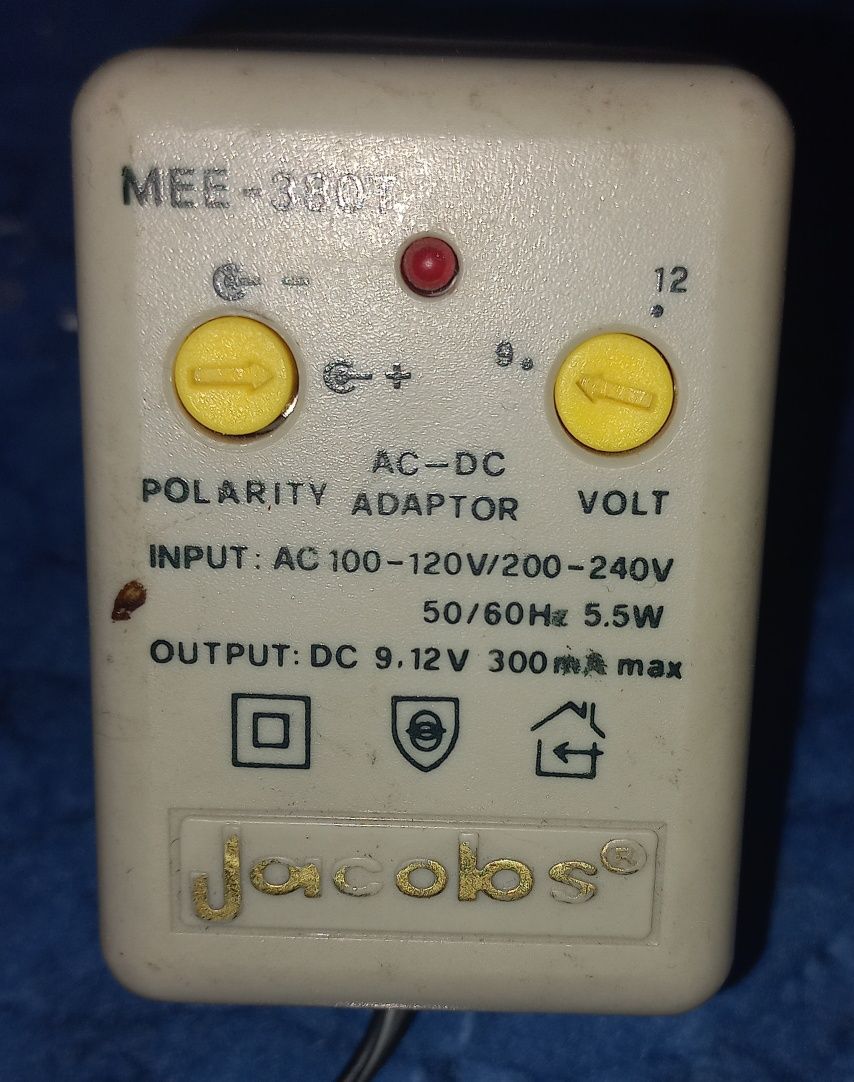 MEE-380T
-
12
9.
+
AC-DC
POLARITY ADAPTOR VOLT
INPUT: AC 100-120V/200-240V
50/60Hz 5.5W
OUTPUT: DC 9.12V 300mA max
Jacobs®